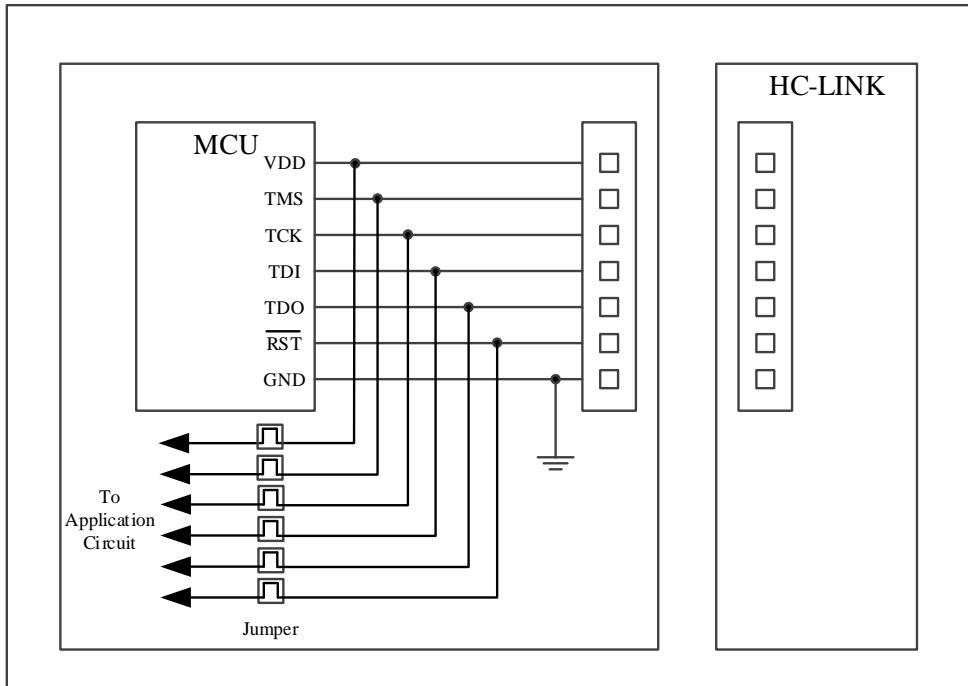 HC-LINK
MCU
VDD
TMS
TCK
TDI
TDO
RST
GND
To
Application
Circuit
Jumper